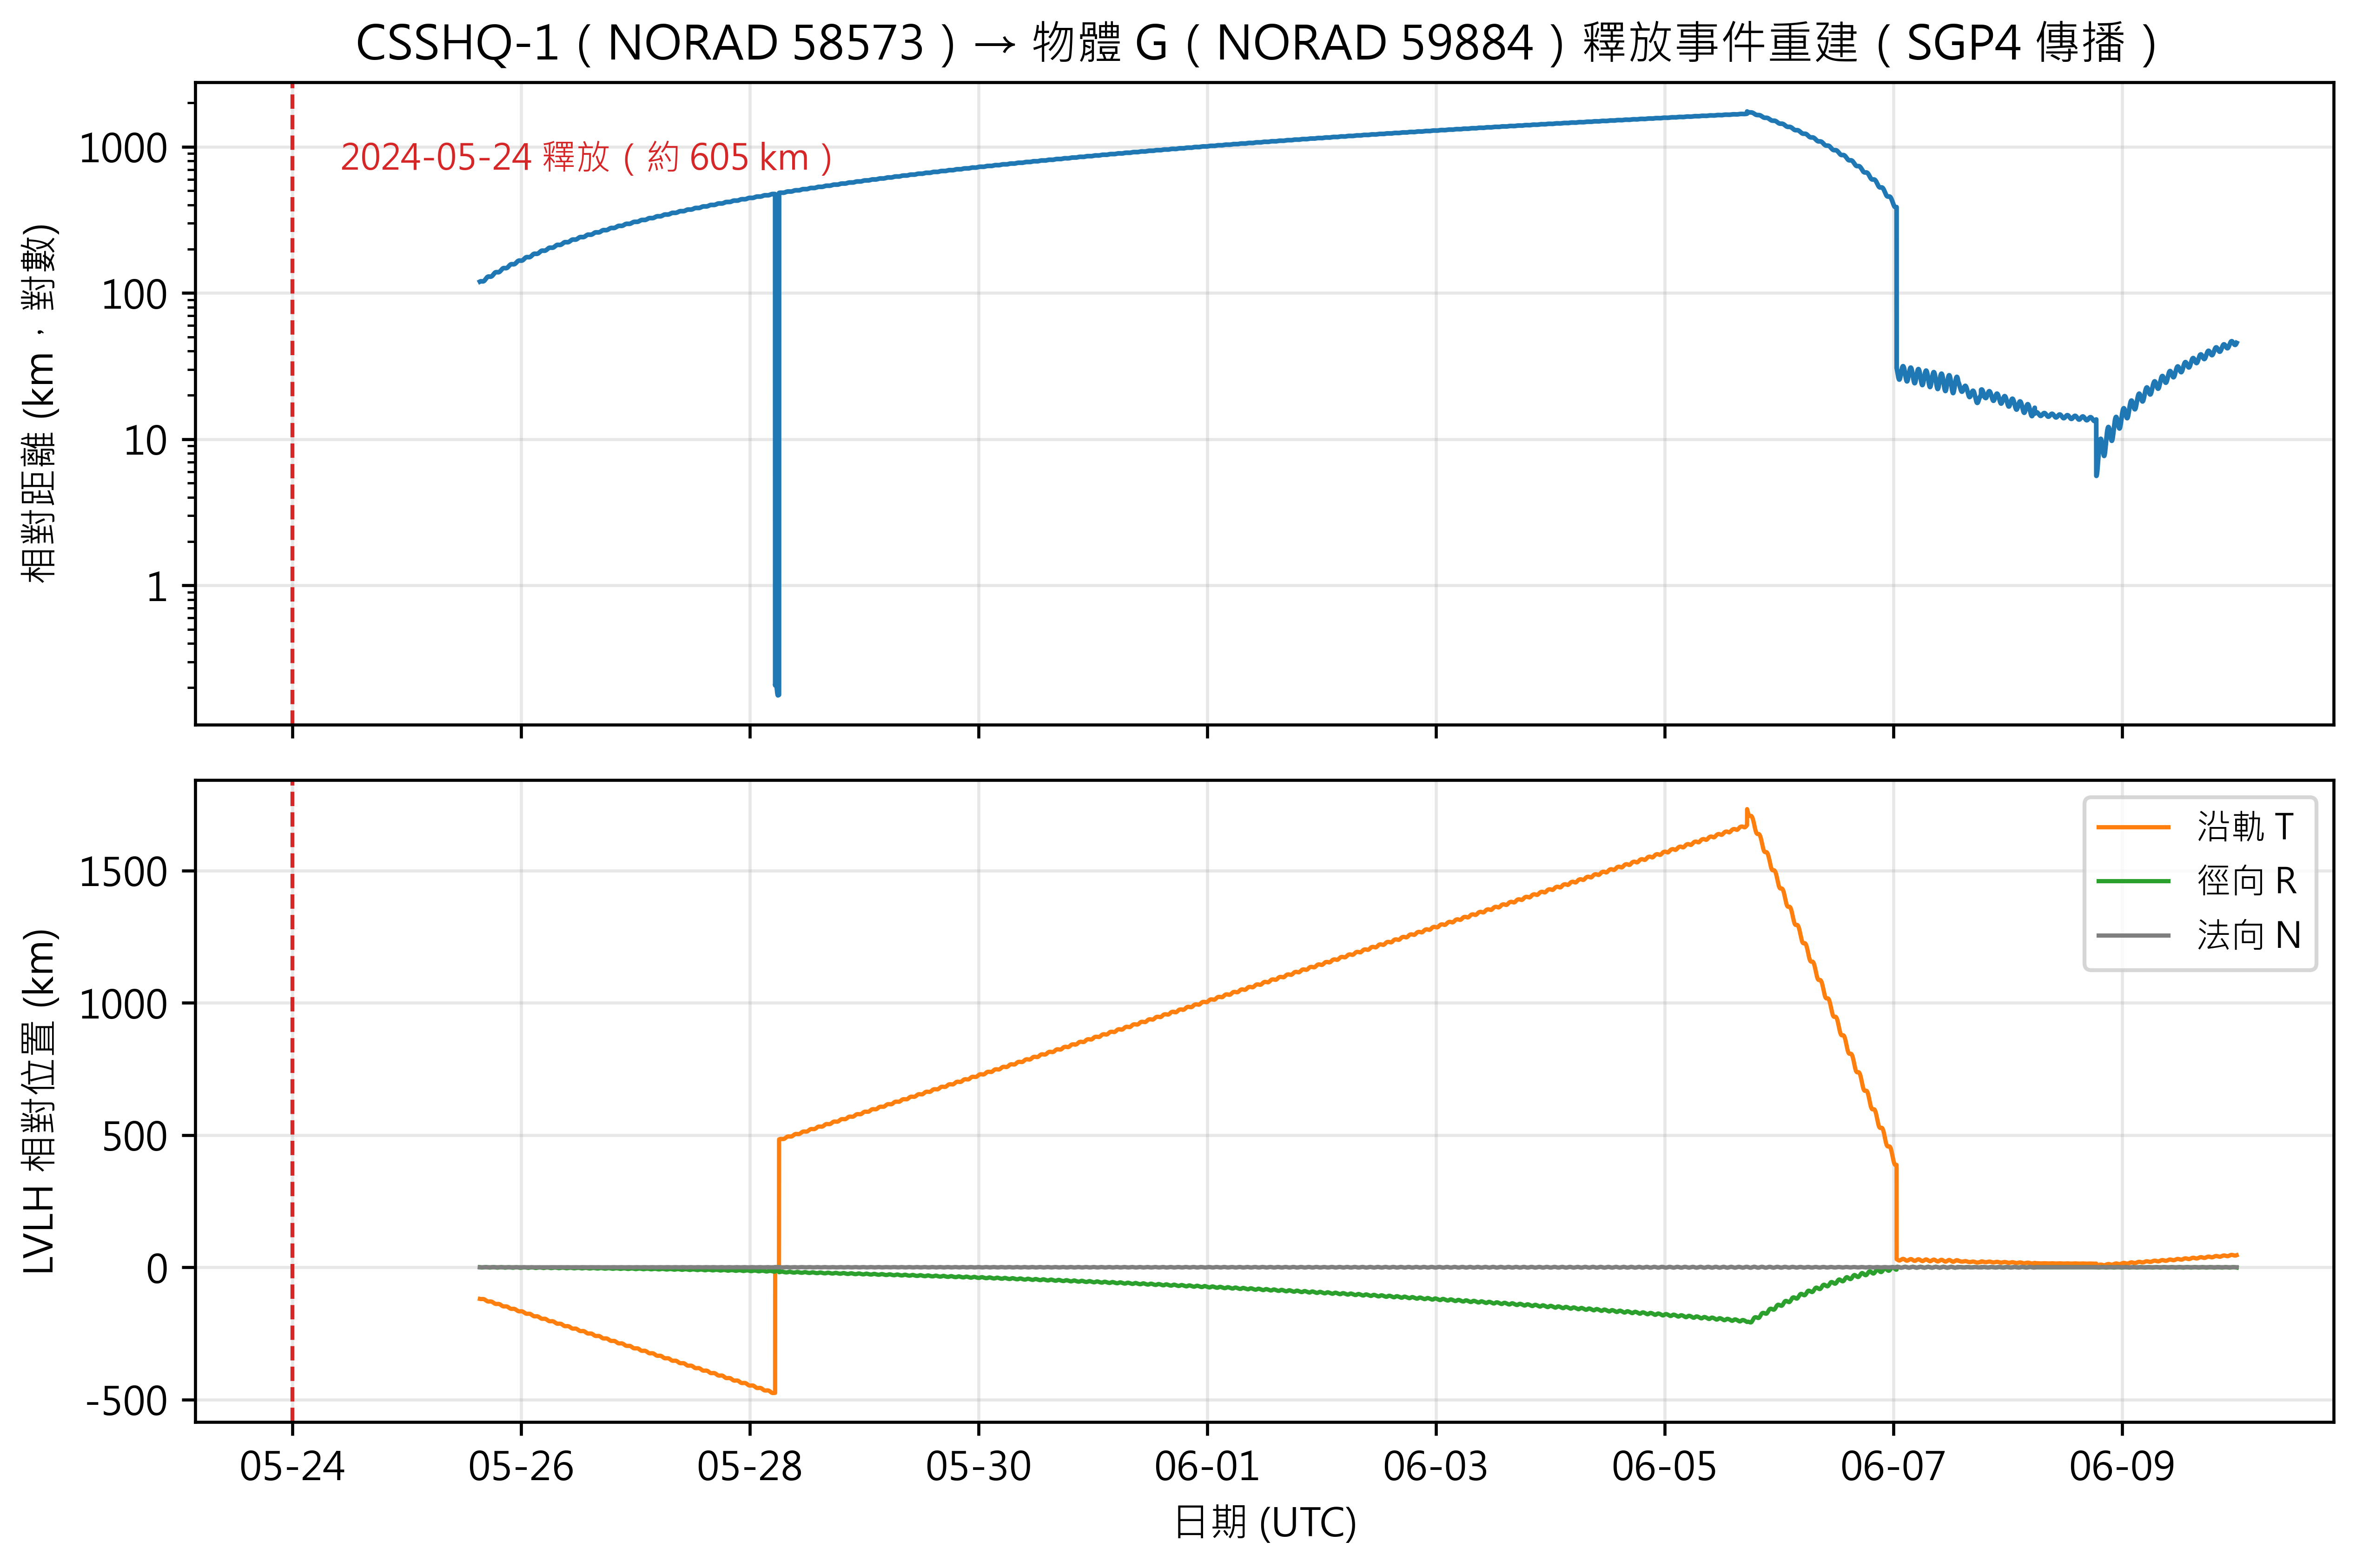 CSSHQ-1（NORAD 58573）→ 物體 G（NORAD 59884）釋放事件重建（SGP4 傳播）
相對距離 (km，對數)
1000
100
10
1
2024-05-24 釋放（約 605 km）
LVLH 相對位置 (km)
1500
1000
500
0
-500
沿軌 T
徑向 R
法向 N
05-24
05-26
05-28
05-30
06-01
06-03
06-05
06-07
06-09
日期 (UTC)